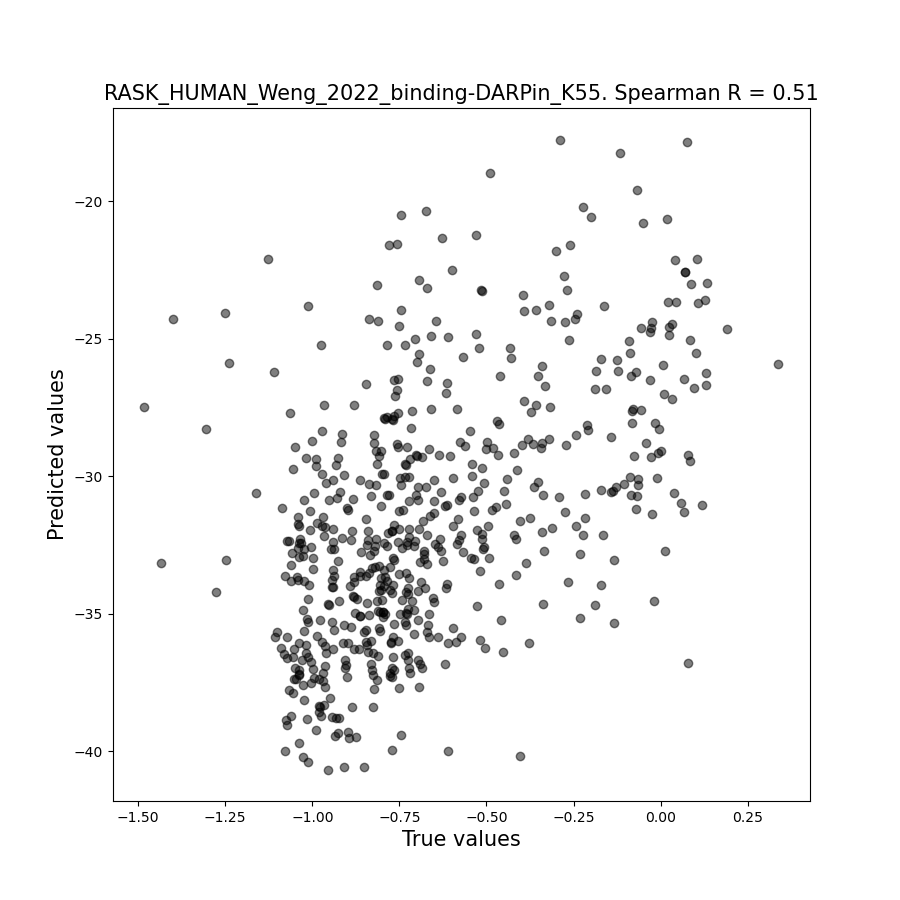 RASK_HUMAN_Weng_2022_binding-DARPin_K55. Spearman R = 0.51
Predicted values
−20
−25
−30
−35
−40
−1.50 −1.25 −1.00 −0.75 −0.50 −0.25 0.00 0.25
True values